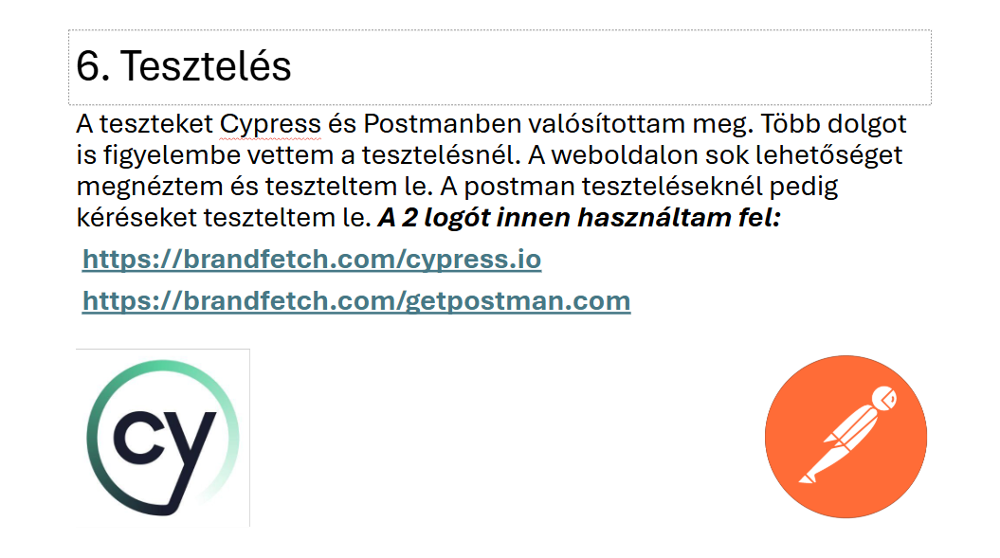 6. Tesztelés
A teszteket Cypress és Postmanben valósítottam meg. Több dolgot
is figyelembe vettem a tesztelésnél. A weboldalon sok lehetőséget
megnéztem és teszteltem le. A postman teszteléseknél pedig
kéréseket teszteltem le. A 2 logót innen használtam fel:
https://brandfetch.com/cypress.io
https://brandfetch.com/getpostman.com
cy